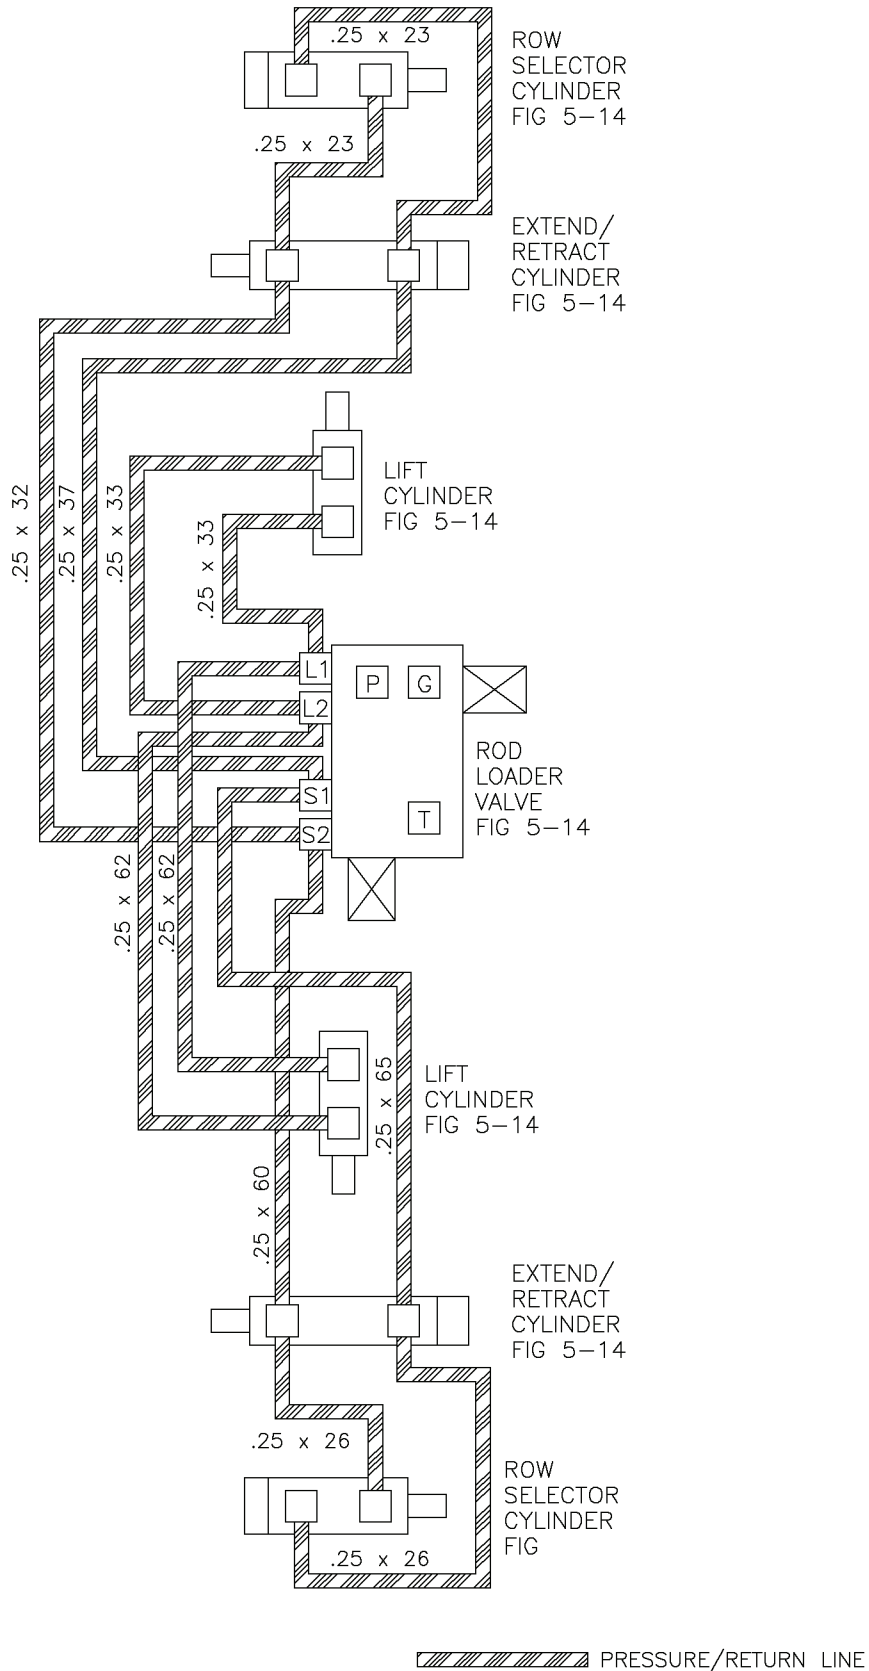 .25 x 23
ROW
SELECTOR
CYLINDER
FIG 5-14
.25 x 23
EXTEND/
RETRACT
CYLINDER
FIG 5-14
LIFT
CYLINDER
FIG 5-14
.25 x 32
.25 x 37
.25 x 33
.25 x 33
L1
P
G
L2
ROD
LOADER
VALVE
FIG 5-14
S1
T
S2
.25 x 62
.25 x 62
LIFT
CYLINDER
FIG 5-14
.25 x 65
.25 x 60
EXTEND/
RETRACT
CYLINDER
FIG 5-14
.25 x 26
ROW
SELECTOR
CYLINDER
FIG
.25 x 26
PRESSURE/RETURN LINE